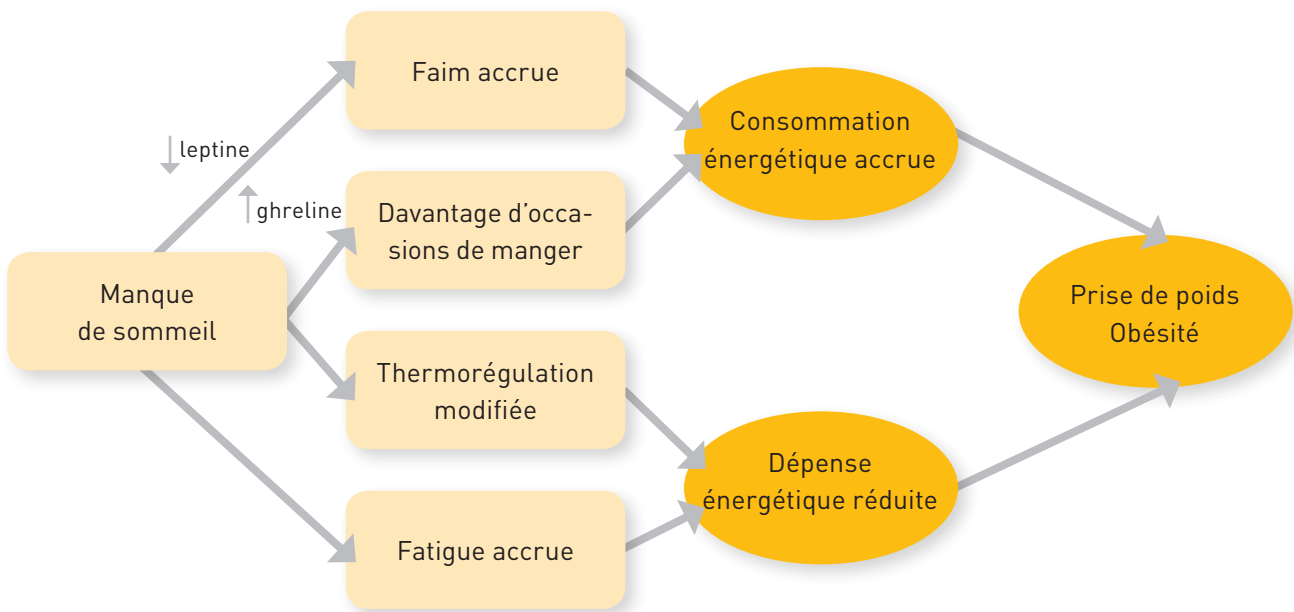 Faim accrue
Consommation
énergétique accrue
leptine
ghreline
Davantage d'occa-
sions de manger
Manque
de sommeil
Prise de poids
Obésité
Thermorégulation
modifiée
Dépense
énergétique réduite
Fatigue accrue